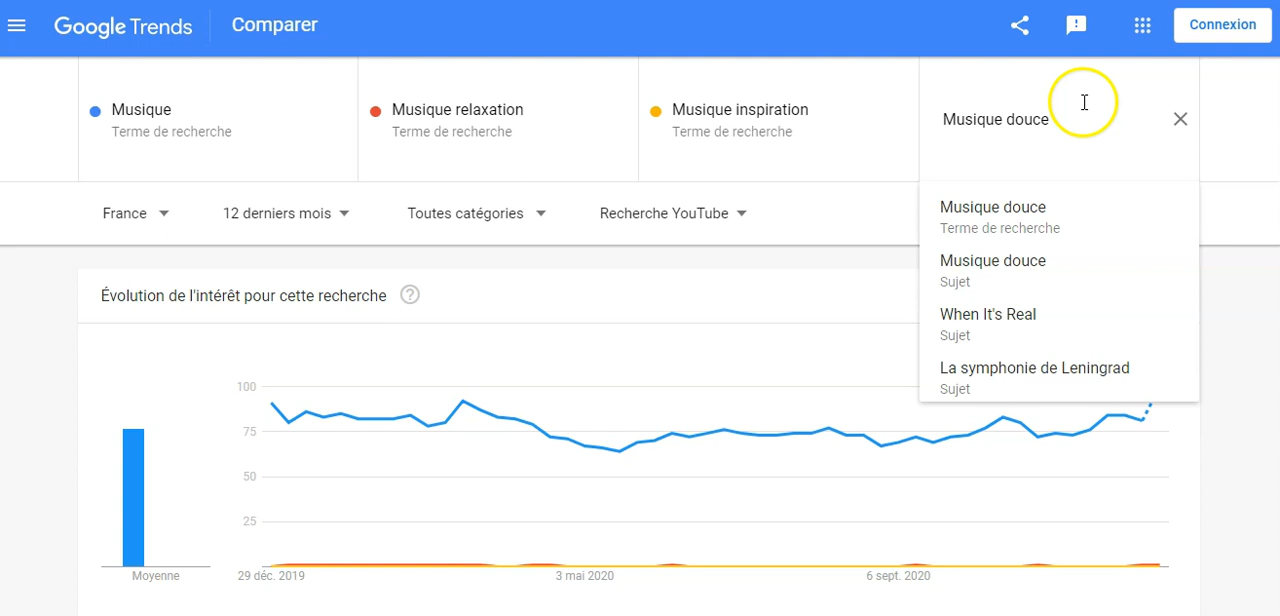 Google Trends
Comparer
Connexion
Musique
Terme de recherche
Musique relaxation
Terme de recherche
Musique inspiration
Terme de recherche
Musique douce
France
12 derniers mois
Toutes catégories
Recherche YouTube
Musique douce
Terme de recherche
Musique douce
Sujet
When It's Real
Sujet
La symphonie de Leningrad
Sujet
Évolution de l'intérêt pour cette recherche
100
75
50
25
Moyenne
29 déc. 2019
3 mai 2020
6 sept. 2020